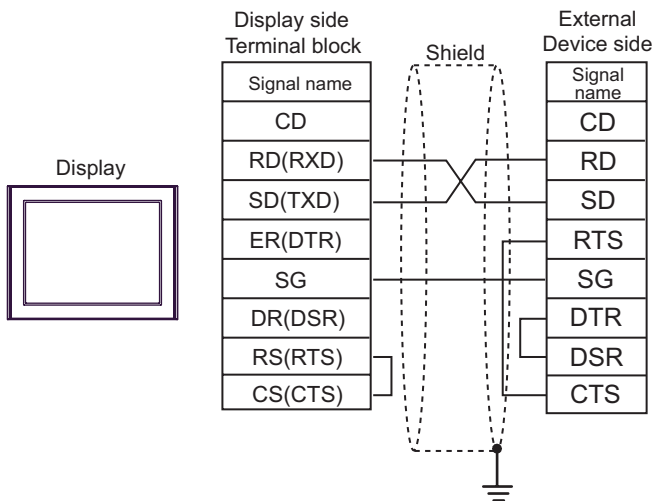 Display side
Terminal block
External
Device side
Shield
Display
Signal name
CD
RD(RXD)
SD(TXD)
ER(DTR)
SG
DR(DSR)
RS(RTS)
CS(CTS)
Signal
name
CD
RD
SD
RTS
SG
DTR
DSR
CTS